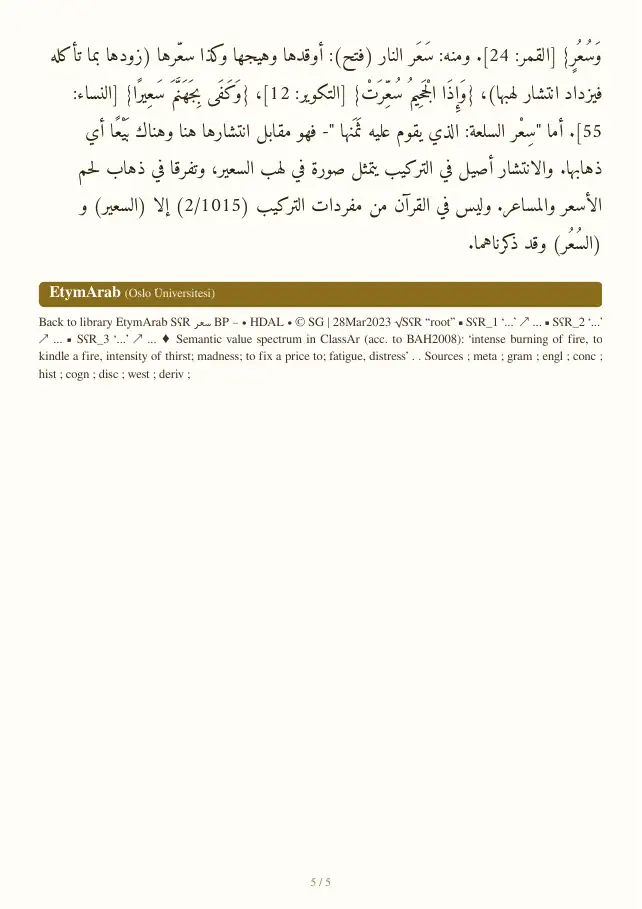 وَسُعُرٍ} [القمر: 24]. ومنه: سَعَر النار (فتح): أوقدها وهيجها وكذا سعّرها (زودها بما تأكله
فيزداد انتشار لهبها)، {وَإِذَا الْجَحِيمُ سُعِّرَتْ} [التكوير: 12]، {وَكَفَى بِجَهَنَّمَ سَعِيرًا} [النساء:
55]. أما "سِعْر السلعة: الذي يقوم عليه ثَمَنها "- فهو مقابل انتشارها هنا وهناك بَيْعًا أي
ذهابها. والانتشار أصيل في التركيب يتمثل صورة في لهب السعير، وتفرقا في ذهاب لحم
الأسعر والمساعر. وليس في القرآن من مفردات التركيب (2/1015) إلا (السعير) و
(السُعُر) وقد ذكرناهما.
EtymArab (Oslo Üniversitesi)
Back to library EtymArab SʕR سعر BP – • HDAL • © SG | 28Mar2023 √SʕR “root” ▪ SʕR_1 ‘…’ ↗ ... ▪ SʕR_2 ‘…’
↗ ... ▪ SʕR_3 ‘…’ ↗ ... ♦ Semantic value spectrum in ClassAr (acc. to BAH2008): ‘intense burning of fire, to
kindle a fire, intensity of thirst; madness; to fix a price to; fatigue, distress’ . . Sources ; meta ; gram ; engl ; conc ;
hist ; cogn ; disc ; west ; deriv ;
5 / 5